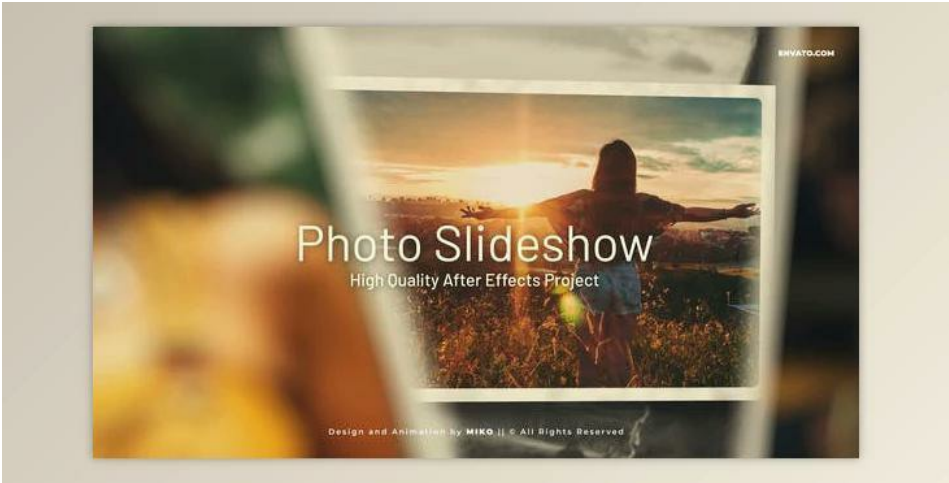 ENVATO.COM
Photo Slideshow
High Quality After Effects Project
Design and Animation by MIKO || © All Rights Reserved